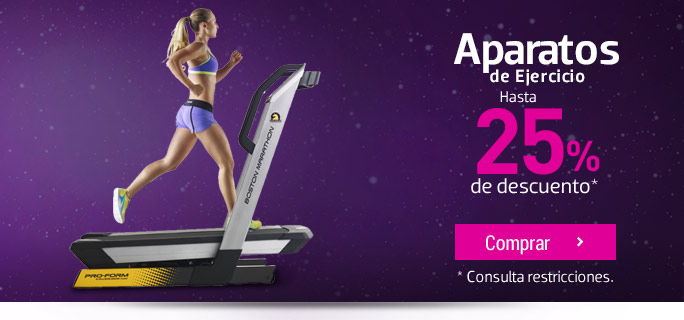 Aparatos
de Ejercicio
Hasta
25%
de descuento*
Comprar >
* Consulta restricciones.
BOSTON MARATHON
PRO-FORM